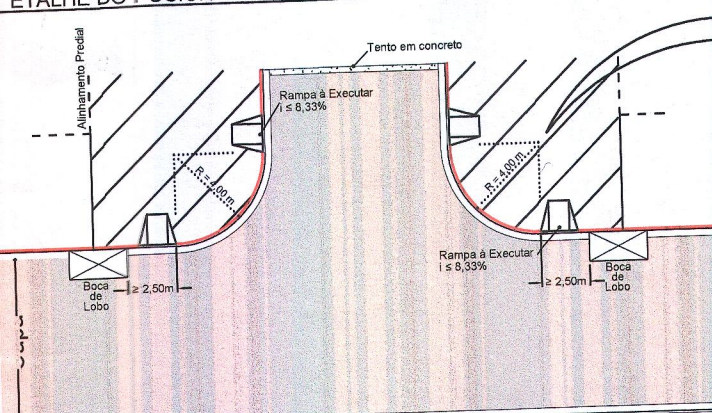 Tento em concreto
Alinhamento Predial
Rampa à Executar
i ≤ 8,33%
R = 4,00 m
R = 4,00 m
Rampa à Executar
i ≤ 8,33%
Boca
de
Lobo
≥ 2,50m
≥ 2,50m
Boca
de
Lobo